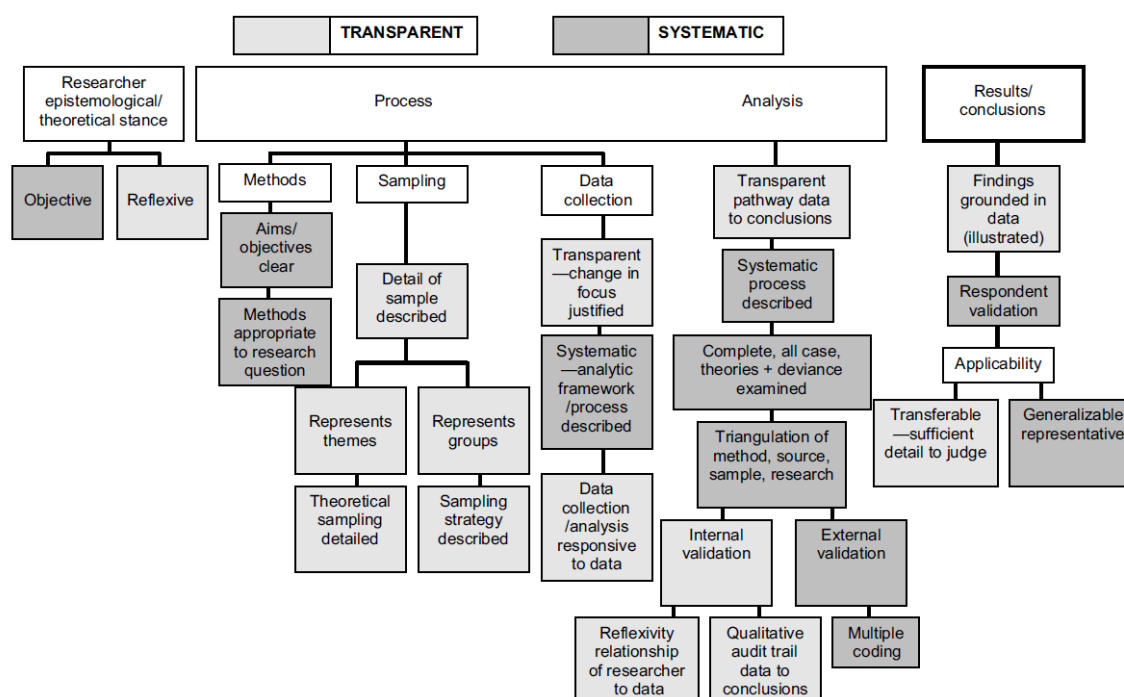 TRANSPARENT
SYSTEMATIC
Researcher
epistemological/
theoretical stance
Process
Analysis
Results/
conclusions
Objective
Reflexive
Methods
Sampling
Data
collection
Transparent
pathway data
to conclusions
Findings
grounded in
data
(illustrated)
Aims/
objectives
clear
Methods
appropriate
to research
question
Detail of
sample
described
Represents
themes
Represents
groups
Theoretical
sampling
detailed
Sampling
strategy
described
Transparent
—change in
focus
justified
Systematic
—analytic
framework
/process
described
Data
collection
/analysis
responsive
to data
Systematic
process
described
Complete, all case,
theories + deviance
examined
Triangulation of
method, source,
sample, research
Internal
validation
External
validation
Reflexivity
relationship
of researcher
to data
Qualitative
audit trail
data to
conclusions
Multiple
coding
Respondent
validation
Applicability
Transferable
—sufficient
detail to
judge
Generalizable
representative